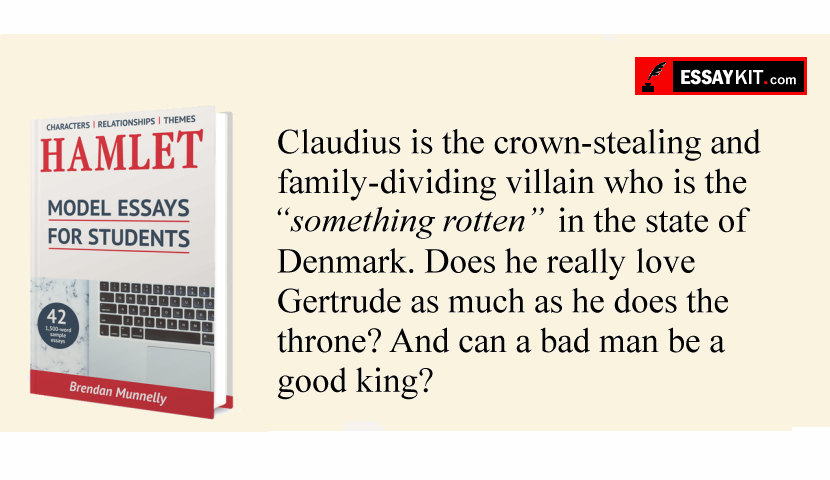 ESSAYKIT.com
CHARACTERS | RELATIONSHIPS | THEMES
HAMLET
MODEL ESSAYS
FOR STUDENTS
42
1,500-word
sample
essays
Brendan Munnelly
Claudius is the crown-stealing and
family-dividing villain who is the
“something rotten” in the state of
Denmark. Does he really love
Gertrude as much as he does the
throne? And can a bad man be a
good king?